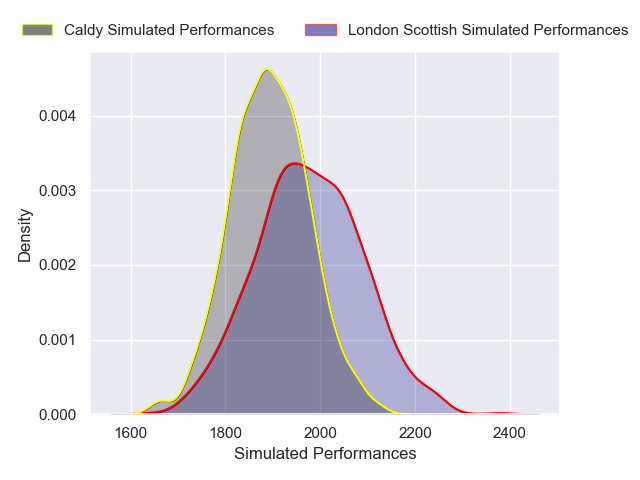 Caldy Simulated Performances London Scottish Simulated Performances
0.004
0.003
0.002
0.001
0.000
Density
1600 1800 2000 2200 2400
Simulated Performances